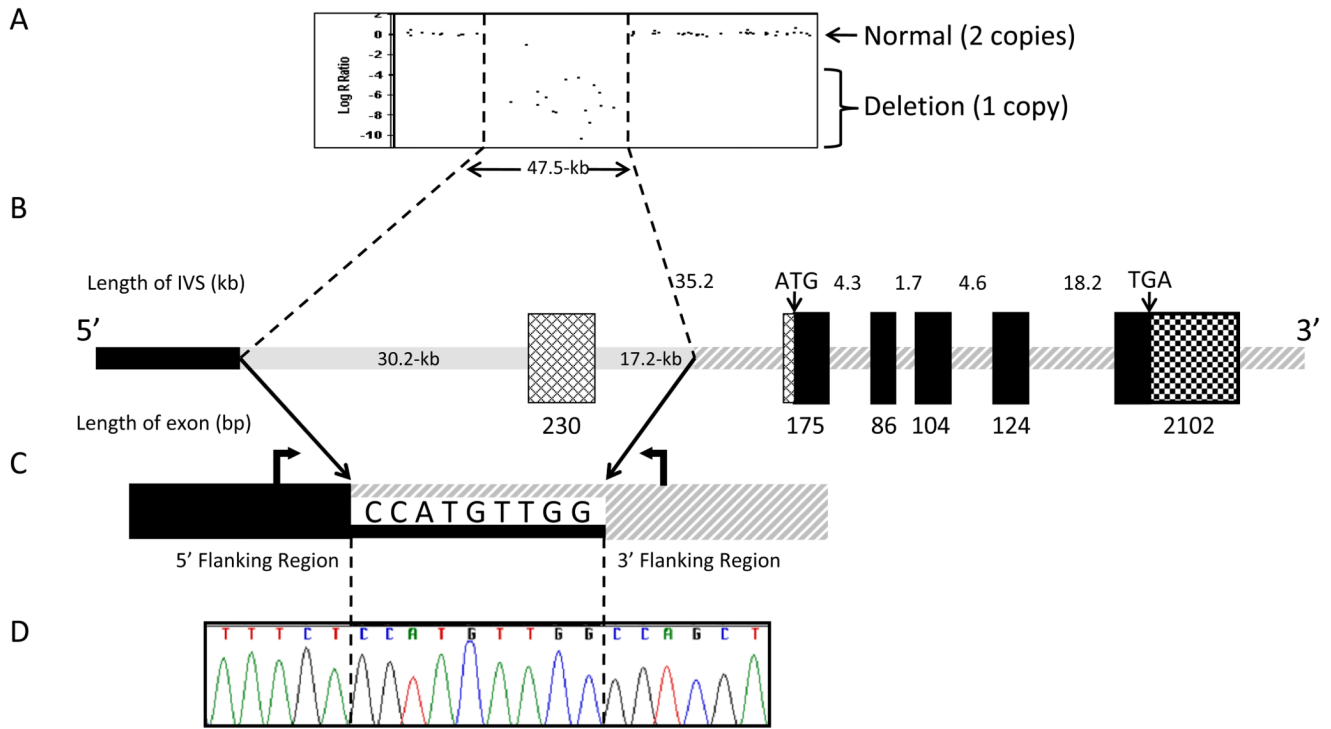 A
2
0
-2
-4
-6
-8
-10
Log R Ratio
Normal (2 copies)
Deletion (1 copy)
47.5-kb
B
Length of IVS (kb)
35.2
ATG
4.3
1.7
4.6
18.2
TGA
5’
3’
30.2-kb
17.2-kb
Length of exon (bp)
230
175
86
104
124
2102
C
CCATGTTGG
5’ Flanking Region
3’ Flanking Region
D
T T T C T C C A T G T T G G C C A G C T